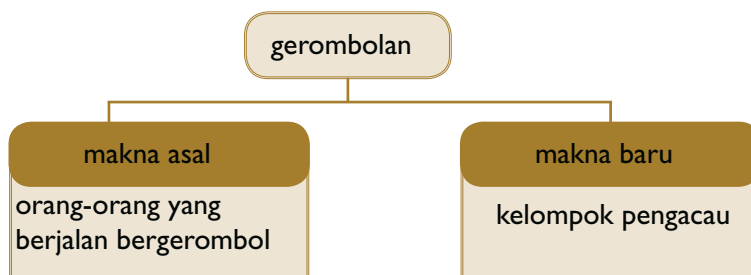 gerombolan
makna asal
makna baru
orang-orang yang
berjalan bergerombol
kelompok pengacau